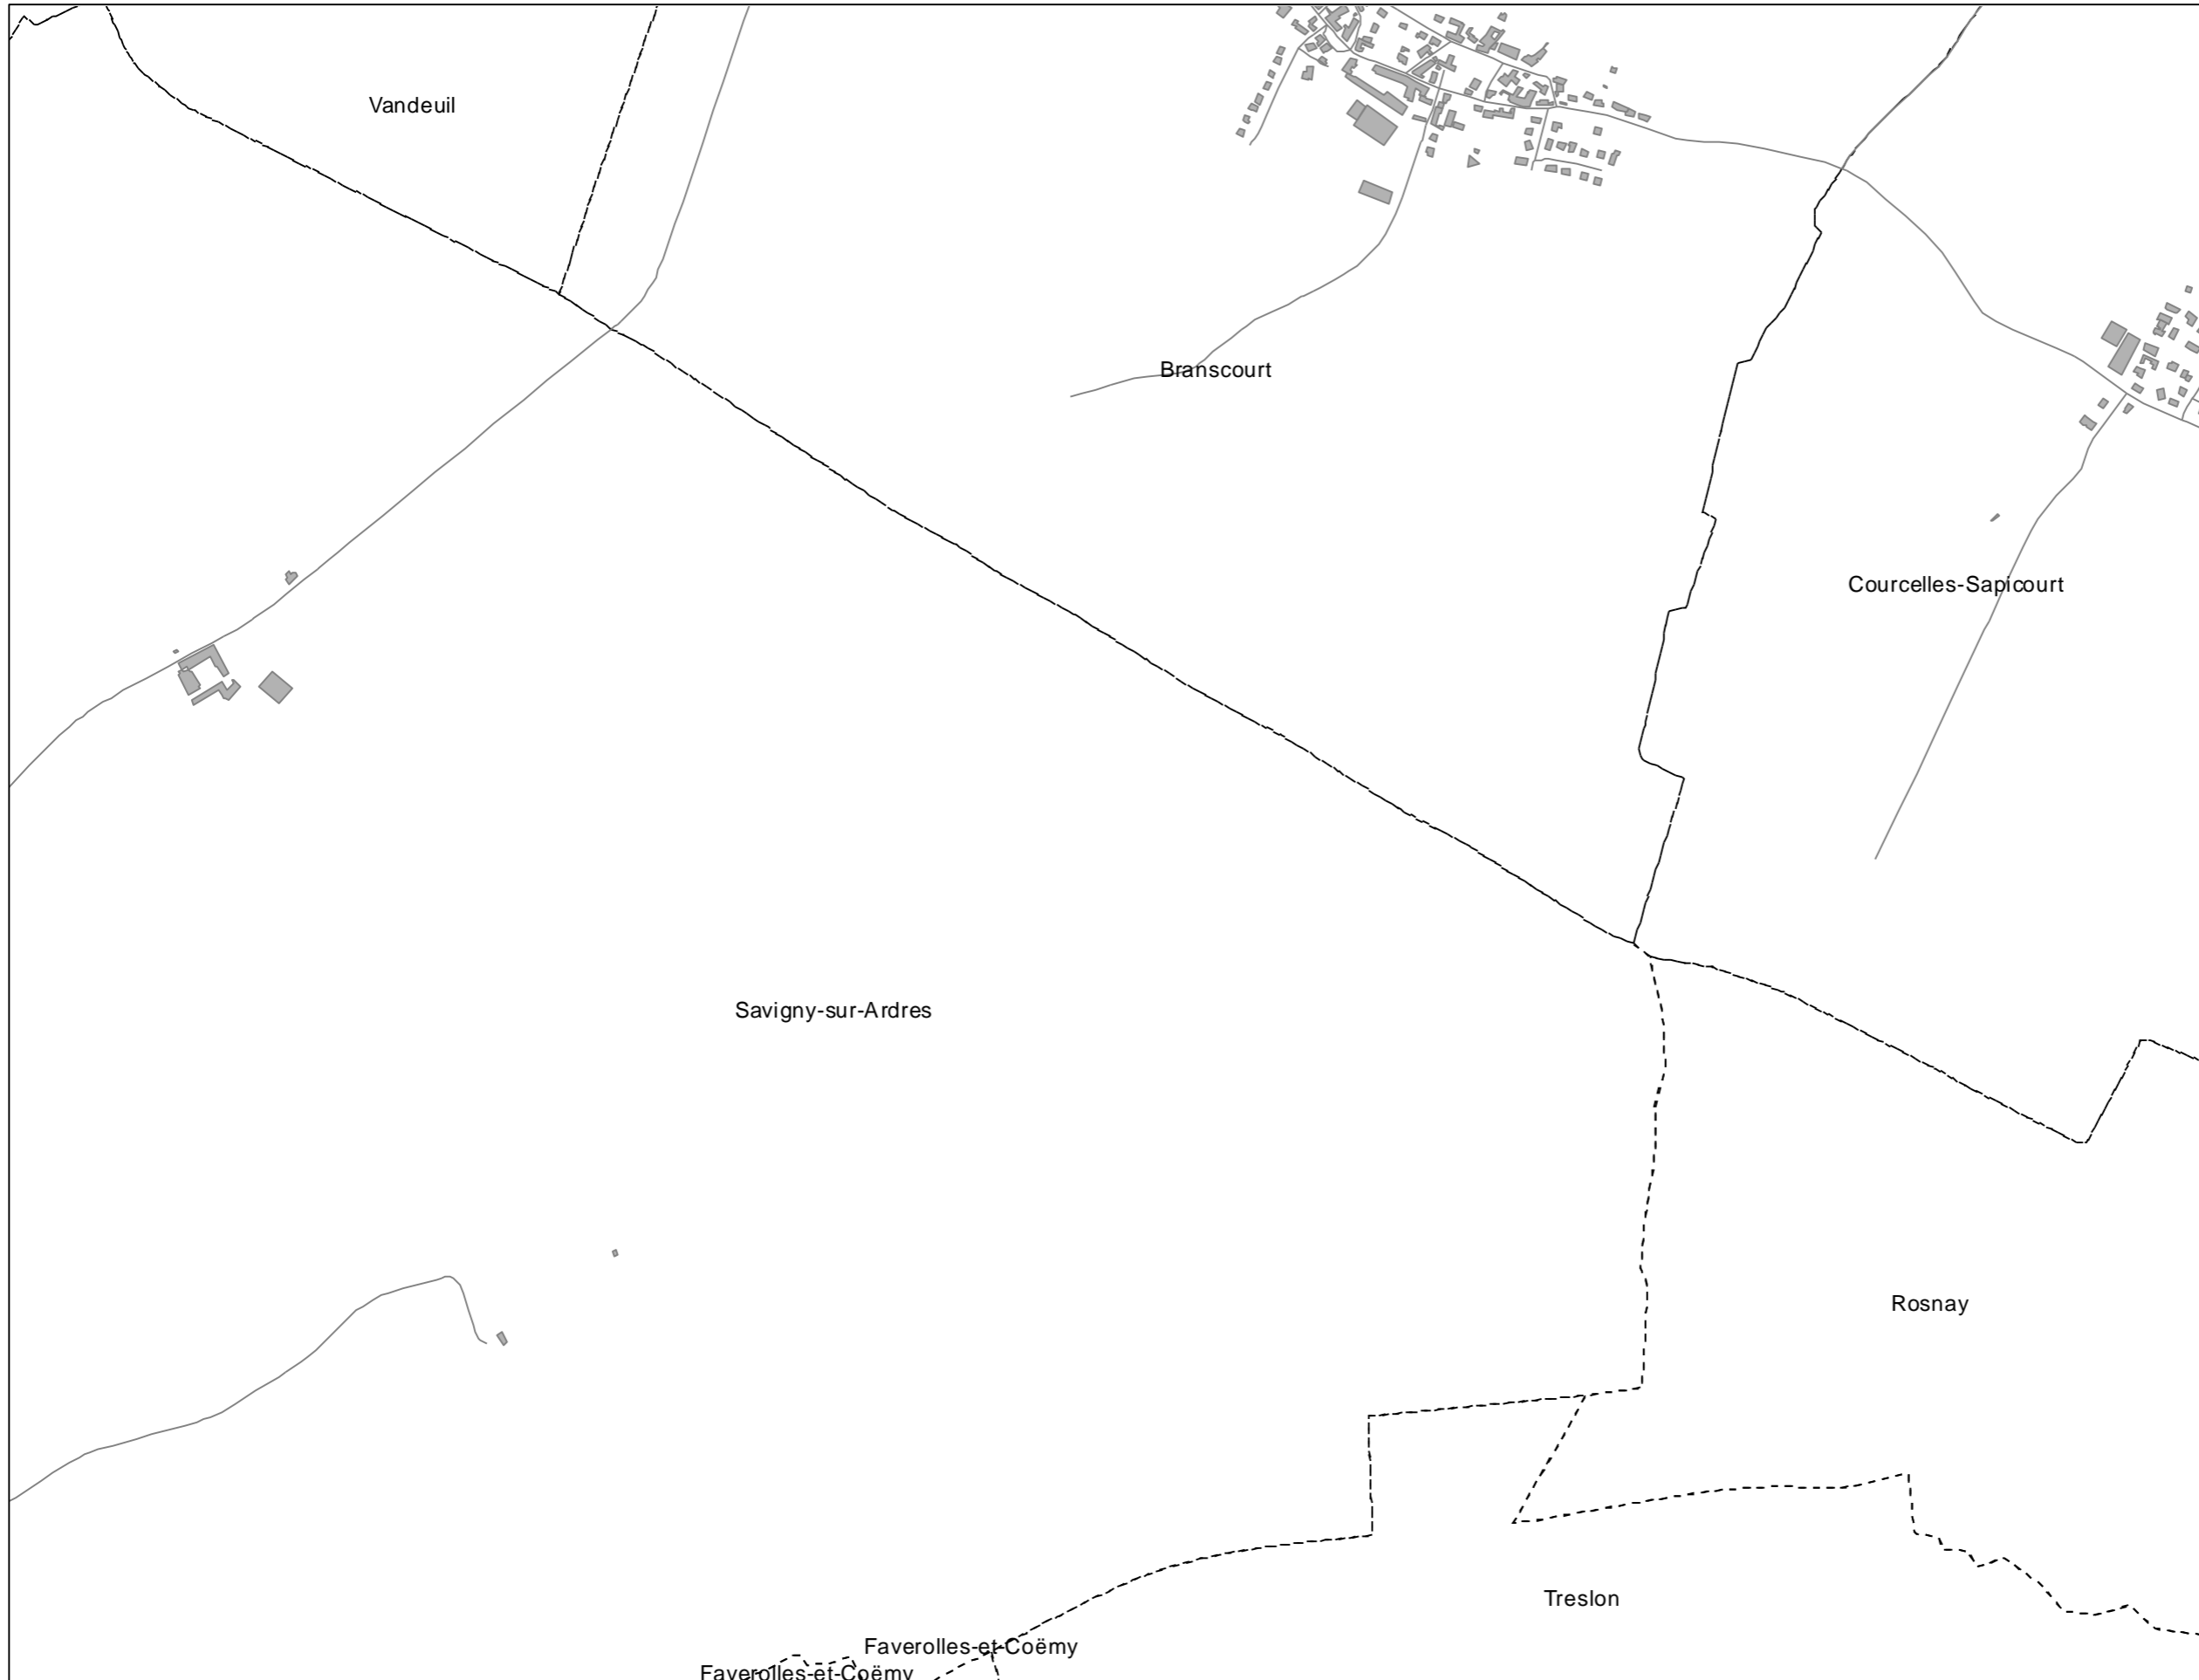 Vandeuil
Branscourt
Courcelles-Sapicourt
Savigny-sur-Ardres
Rosnay
Treslon
Faverolles-et-Coëmy
Faverolles-et-Coëmy